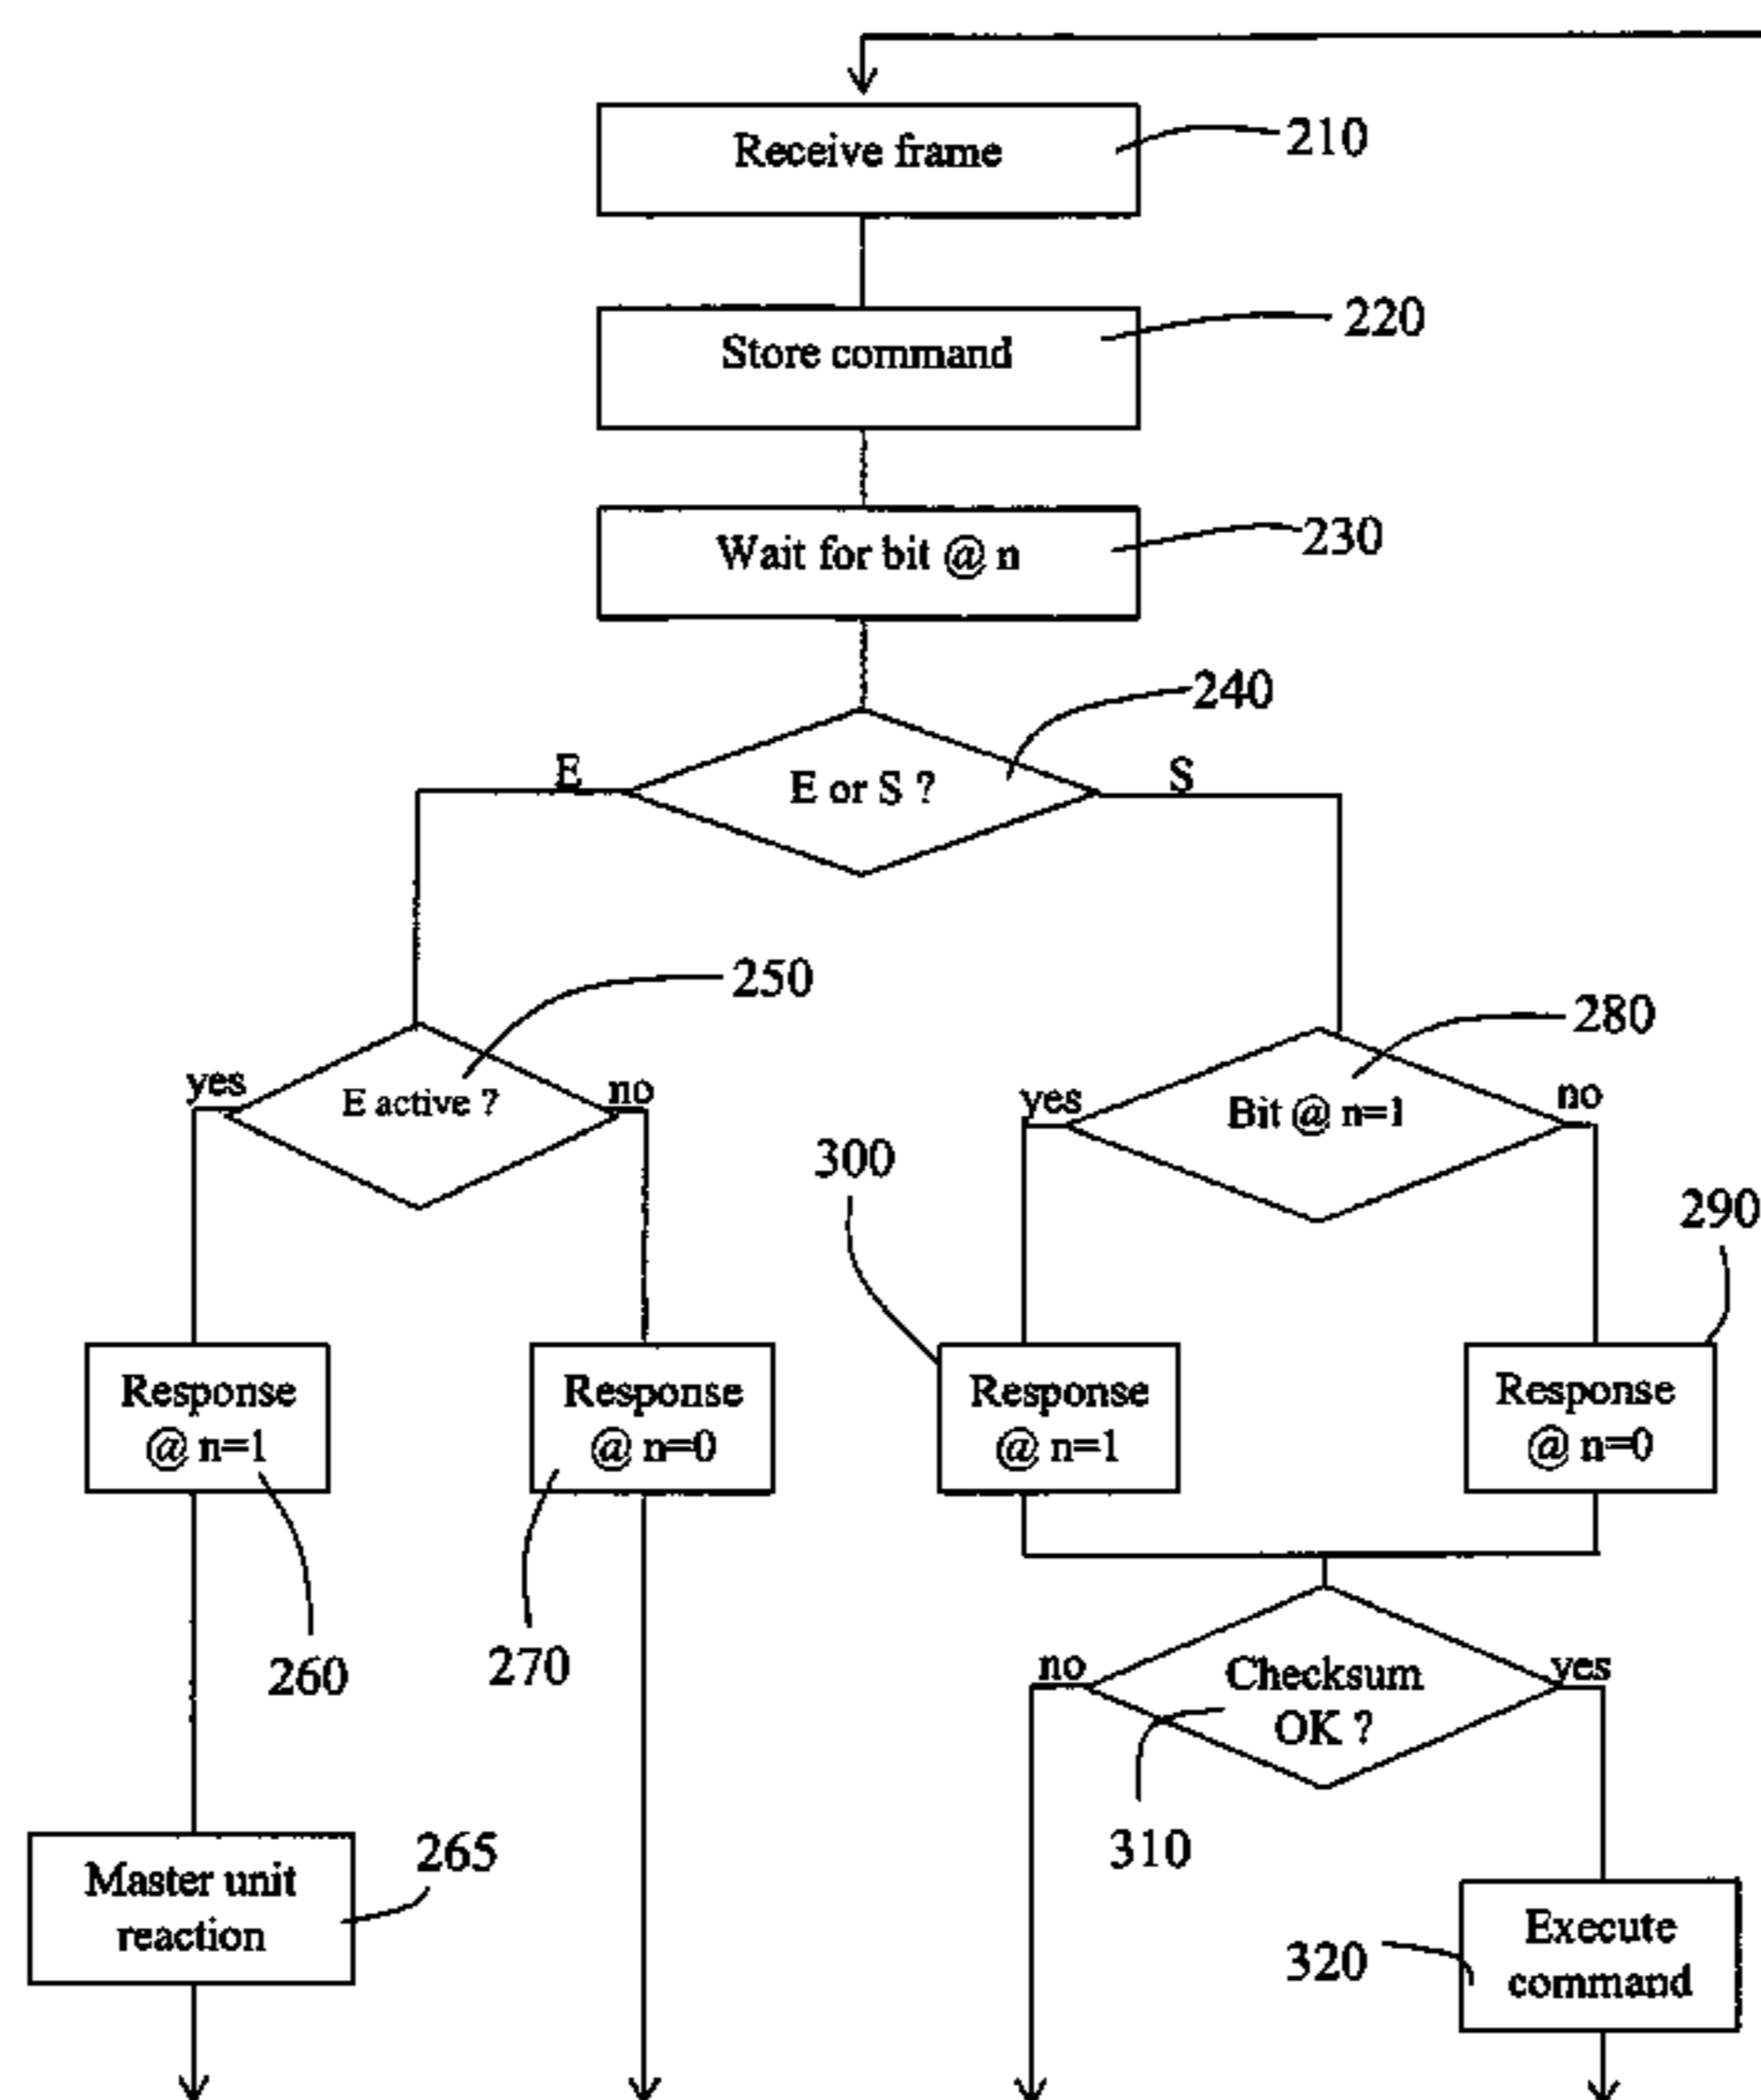 Receive frame
210
Store command
220
Wait for bit @ n
230
240
E
E or S ?
S
250
280
yes
E active ?
no
yes
Bit @ n=1
no
300
290
Response
@ n=1
Response
@ n=0
Response
@ n=1
Response
@ n=0
260
270
no
Checksum
OK ?
yes
310
265
Master unit
reaction
320
Execute
command